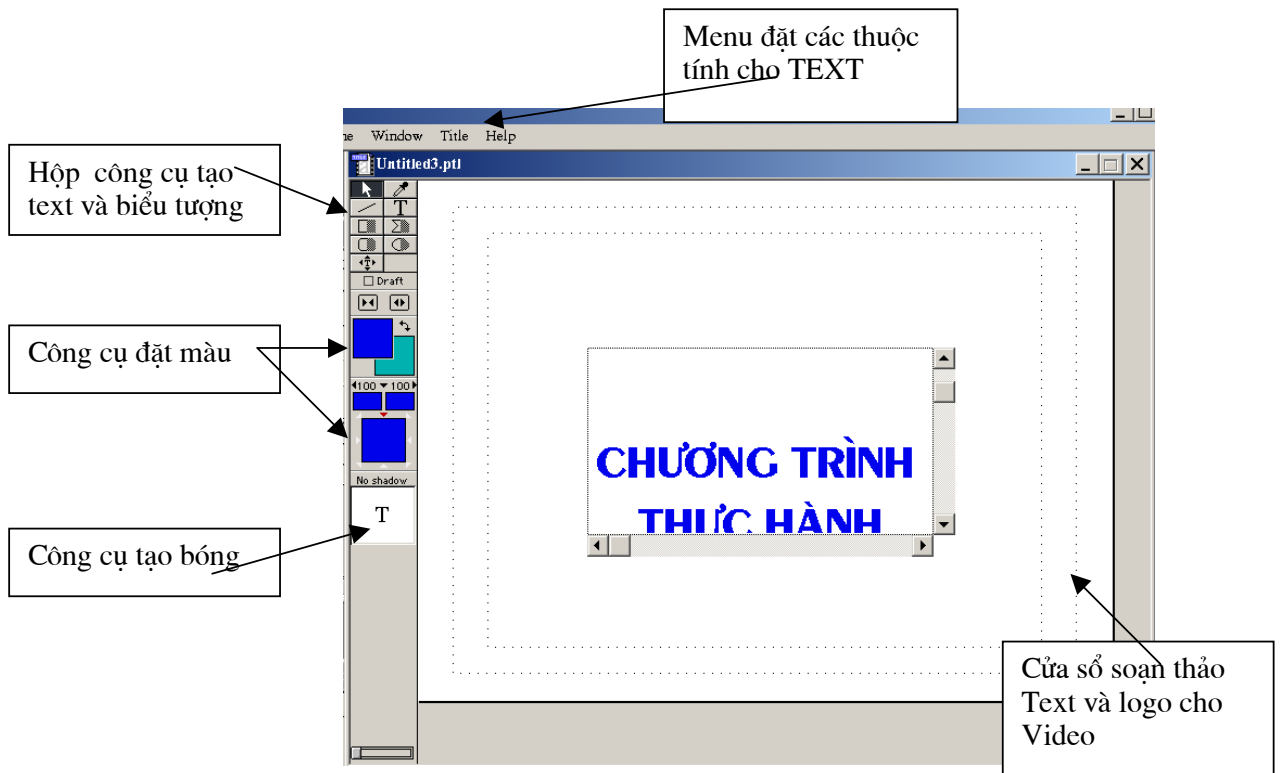 Menu đặt các thuộc
tính cho TEXT
ne Window Title Help
Hộp công cụ tạo
text và biểu tượng
Untitled3.ptl
T
T
Draft
Công cụ đặt màu
100 100
CHƯƠNG TRÌNH
THỰC HÀNH
No shadow
T
Công cụ tạo bóng
Cửa sổ soạn thảo
Text và logo cho
Video